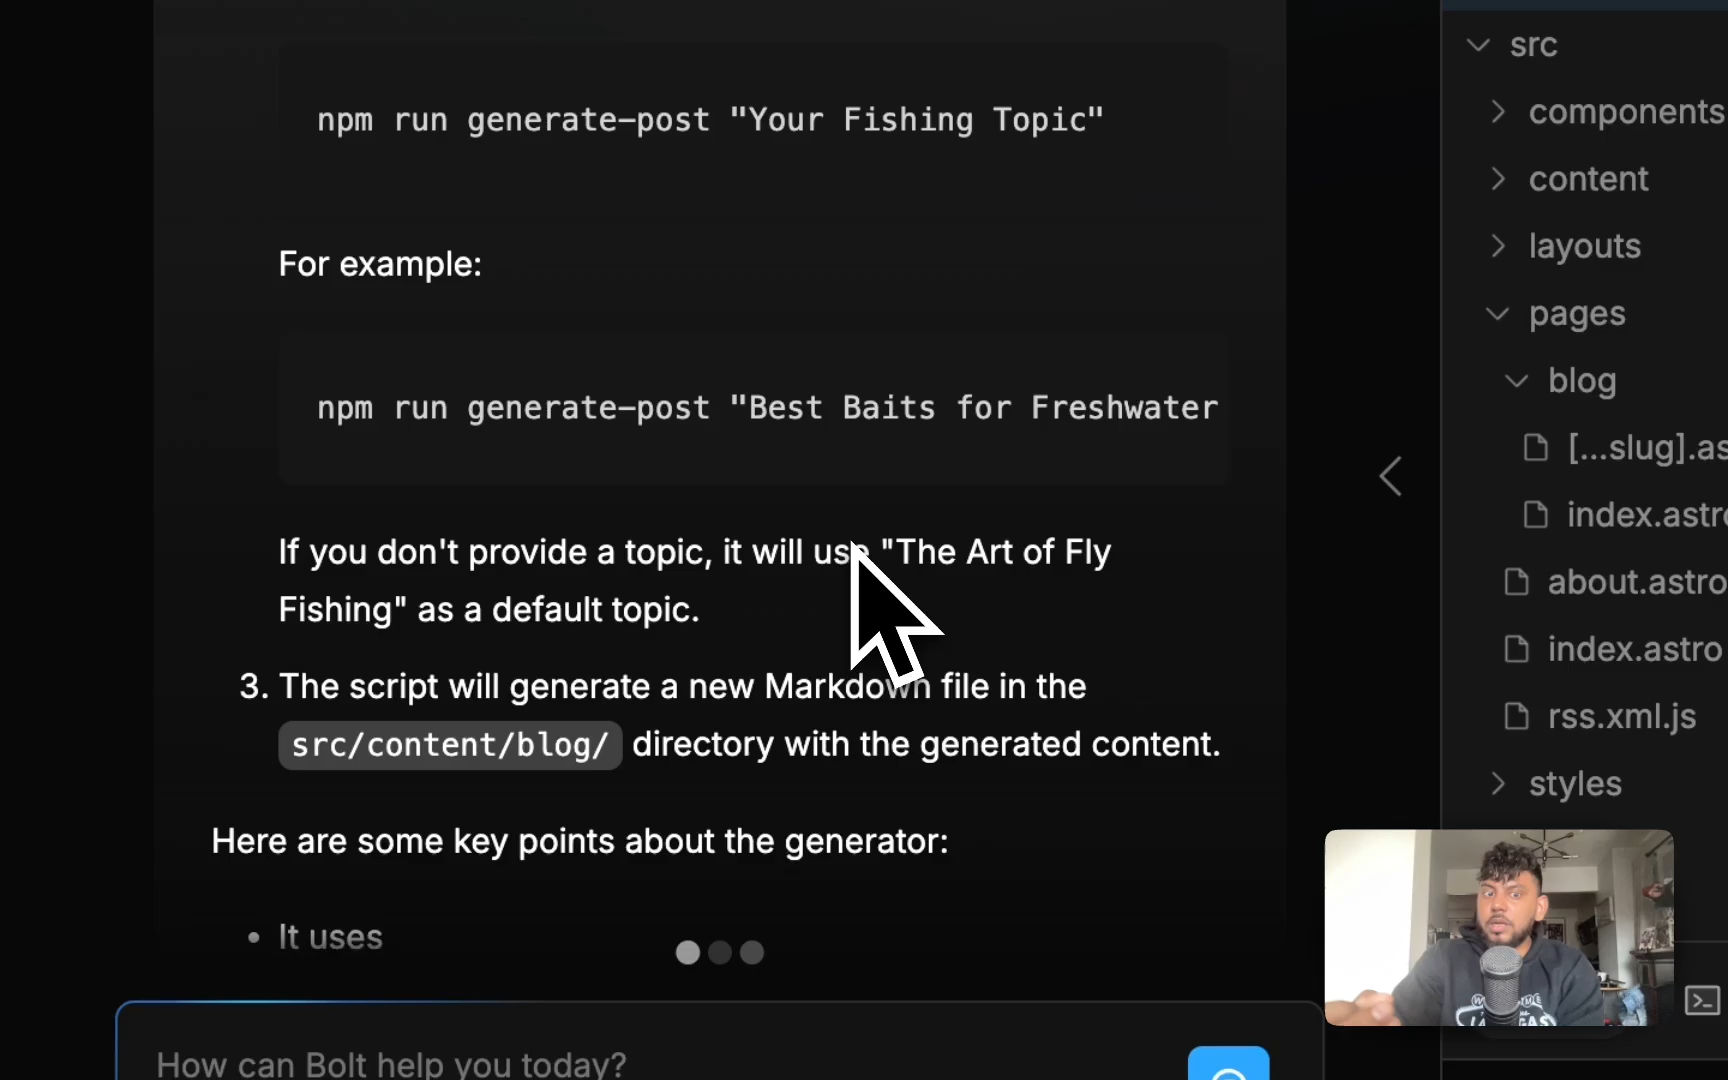 npm run generate-post "Your Fishing Topic"
For example:
npm run generate-post "Best Baits for Freshwater
If you don't provide a topic, it will use "The Art of Fly
Fishing" as a default topic.
3. The script will generate a new Markdown file in the
src/content/blog/ directory with the generated content.
Here are some key points about the generator:
• It uses
How can Bolt help you today?
src
components
content
layouts
pages
blog
[...slug].as
index.astro
about.astro
index.astro
rss.xml.js
styles